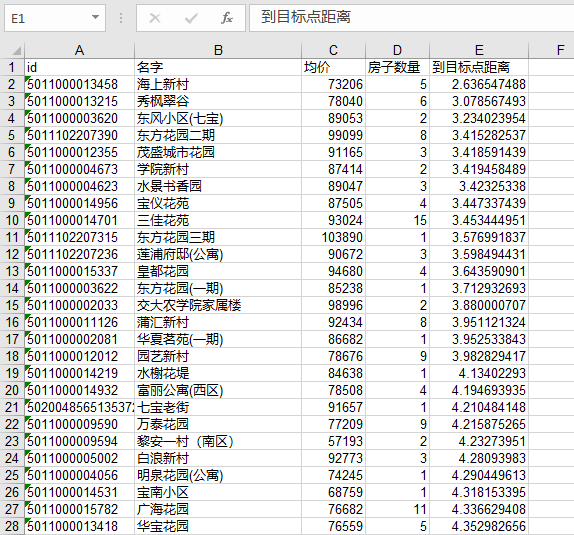 E1 fx 到目标点距离
A B C D E F
1 id 名字 均价 房子数量 到目标点距离
2 5011000013458 海上新村 73206 5 2.636547488
3 5011000013215 秀枫翠谷 78040 6 3.078567493
4 5011000003620 东风小区(七宝) 89053 2 3.234023954
5 5011102207390 东方花园二期 99099 8 3.415282537
6 5011000012355 茂盛城市花园 91165 3 3.418591439
7 5011000004673 学院新村 87414 2 3.419458489
8 5011000004623 水景书香园 89047 3 3.42325338
9 5011000014956 宝仪花苑 87505 4 3.447337439
10 5011000014701 三佳花苑 93024 15 3.453444951
11 5011102207315 东方花园三期 103890 1 3.576991837
12 5011102207236 莲浦府邸(公寓) 90672 3 3.598494431
13 5011000015337 皇都花园 94680 4 3.643590901
14 5011000003622 东方花园(一期) 85238 1 3.712932693
15 5011000002033 交大农学院家属楼 98996 2 3.880000707
16 5011000011126 蒲汇新村 92434 8 3.951121324
17 5011000002081 华夏茗苑(一期) 86682 1 3.952533843
18 5011000012012 园艺新村 78676 9 3.982829417
19 5011000014219 水榭花堤 84638 1 4.13402293
20 5011000014932 富丽公寓(西区) 78508 4 4.194693935
21 5020048565135372 七宝老街 91657 1 4.210484148
22 5011000009590 万泰花园 77209 9 4.215875265
23 5011000009594 黎安一村（南区） 57193 2 4.23273951
24 5011000005002 白浪新村 92773 3 4.28093983
25 5011000004056 明泉花园(公寓) 74245 1 4.290449613
26 5011000014531 宝南小区 68759 1 4.318153395
27 5011000015782 广海花园 76682 11 4.336629408
28 5011000013418 华宝花园 76559 5 4.352982656